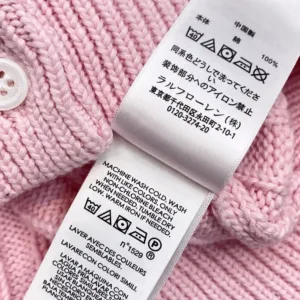 本体 中国製
綿 100%
同系色どうしで洗ってください
装飾部分へのアイロン禁止
ラルフローレン(株)
東京都千代田区永田町2-10-1
0120-3274-20
MACHINE WASH COLD. WASH
WITH LIKE COLORS. ONLY
NON-CHLORINE BLEACH
WHEN NEEDED. TUMBLE DRY
LOW. WARM IRON IF NEEDED.
n°1529
LAVER AVEC DES COULEURS
SEMBLABLES.
LAVARE CON COLORI SIMILI.
LAVAR A MAQUINA CON